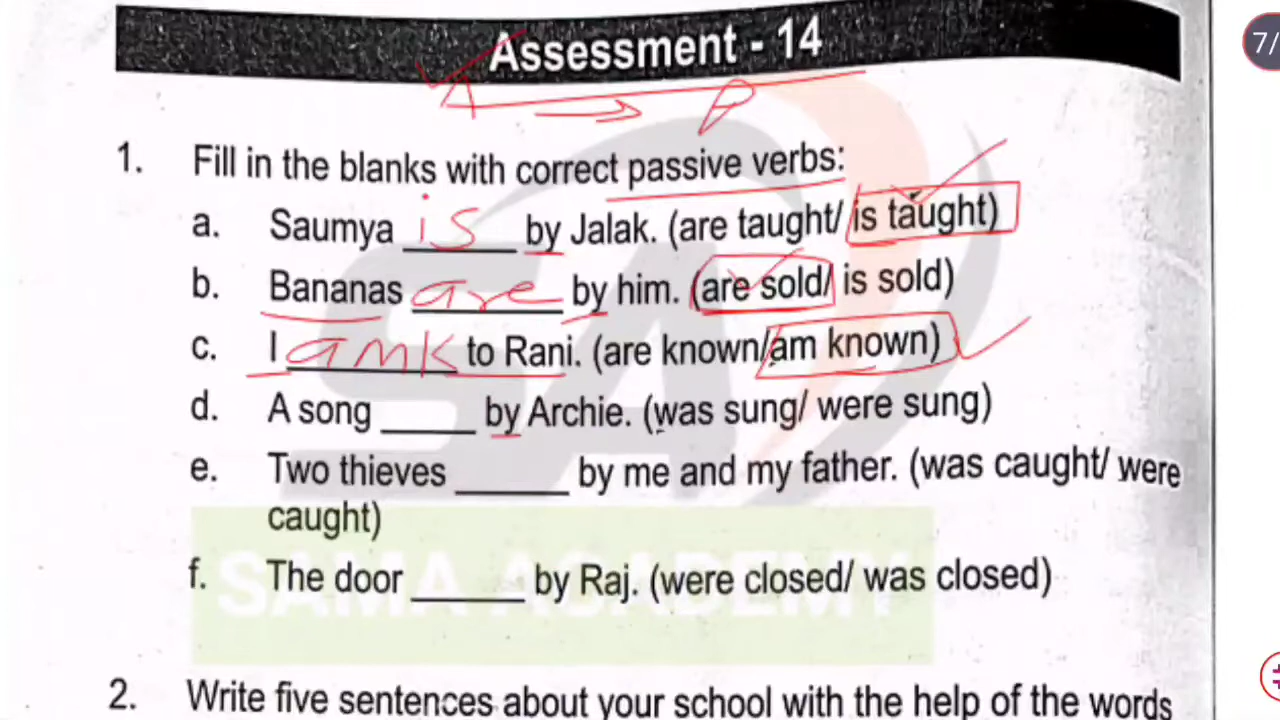 Assessment - 14
A → P
7/
1. Fill in the blanks with correct passive verbs:
a. Saumya is by Jalak. (are taught/ is taught)
b. Bananas are by him. (are sold/ is sold)
c. I amk to Rani. (are known/am known)
d. A song ____ by Archie. (was sung/ were sung)
e. Two thieves ____ by me and my father. (was caught/ were
caught)
f. The door ____ by Raj. (were closed/ was closed)
SAMA ACADEMY
2. Write five sentences about your school with the help of the words